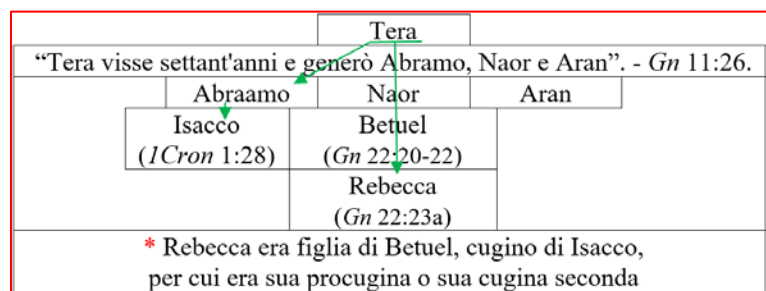 Tera
“Tera visse settant'anni e generò Abramo, Naor e Aran”. - Gn 11:26.
Abraamo Naor Aran
Isacco Betuel
(1Cron 1:28) (Gn 22:20-22)
Rebecca
(Gn 22:23a)
* Rebecca era figlia di Betuel, cugino di Isacco,
per cui era sua procugina o sua cugina seconda